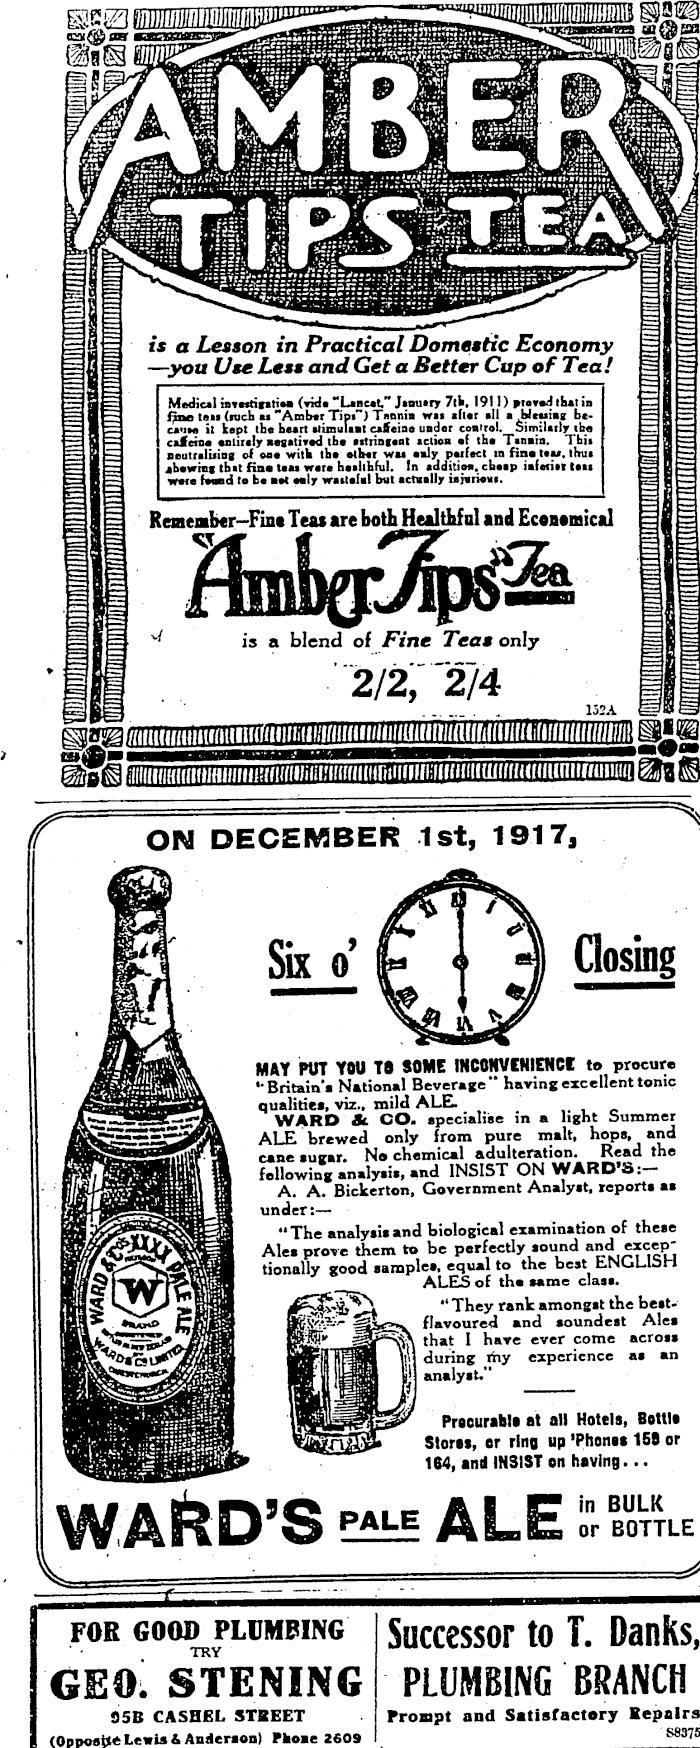 AMBER
TIPS TEA
is a Lesson in Practical Domestic Economy
—you Use Less and Get a Better Cup of Tea!
Medical investigation (vide "Lancet," January 7th, 1911) proved that in
fine teas (such as "Amber Tips") Tannin was after all a blessing be-
cause it kept the heart stimulant caffeine under control. Similarly the
caffeine entirely negatived the astringent action of the Tannin. This
neutralising of one with the other was only perfect in fine teas, thus
showing that fine teas were healthful. In addition, cheap inferior teas
were found to be not only wasteful but actually injurious.
Remember—Fine Teas are both Healthful and Economical
"Amber Tips" Tea
is a blend of Fine Teas only
2/2, 2/4
152A
ON DECEMBER 1st, 1917,
Six o' Closing
MAY PUT YOU TO SOME INCONVENIENCE to procure
"Britain's National Beverage" having excellent tonic
qualities, viz., mild ALE.
WARD & CO. specialise in a light Summer
ALE brewed only from pure malt, hops, and
cane sugar. No chemical adulteration. Read the
following analysis, and INSIST ON WARD'S:—
A. A. Bickerton, Government Analyst, reports as
under:—
"The analysis and biological examination of these
Ales prove them to be perfectly sound and excep-
tionally good samples, equal to the best ENGLISH
ALES of the same class.
"They rank amongst the best-
flavoured and soundest Ales
that I have ever come across
during my experience as an
analyst."
Procurable at all Hotels, Bottle
Stores, or ring up 'Phones 159 or
164, and INSIST on having...
WARD & Co's XXXX PALE ALE
W
BRAND
WARD & Co LIMITED
CHRISTCHURCH
WARD'S PALE ALE in BULK
or BOTTLE
FOR GOOD PLUMBING
TRY
GEO. STENING
95B CASHEL STREET
(Opposite Lewis & Anderson) Phone 2609
Successor to T. Danks,
PLUMBING BRANCH
Prompt and Satisfactory Repairs
S8375